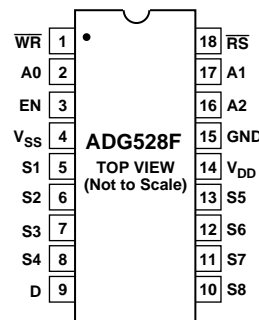 W̅R̅ 1 18 R̅S̅
A0 2 17 A1
EN 3 16 A2
VSS 4 ADG528F 15 GND
S1 5 TOP VIEW 14 VDD
S2 6 (Not to Scale) 13 S5
S3 7 12 S6
S4 8 11 S7
D 9 10 S8